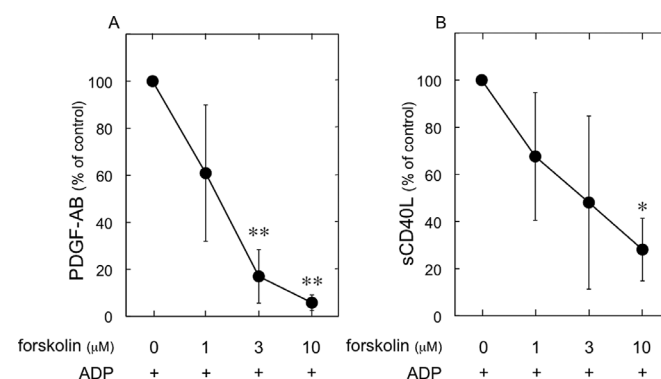 A
PDGF-AB (% of control)
100
80
60
40
20
0
**
**
forskolin (μM) 0 1 3 10
ADP + + + +
B
sCD40L (% of control)
100
80
60
40
20
0
*
forskolin (μM) 0 1 3 10
ADP + + + +